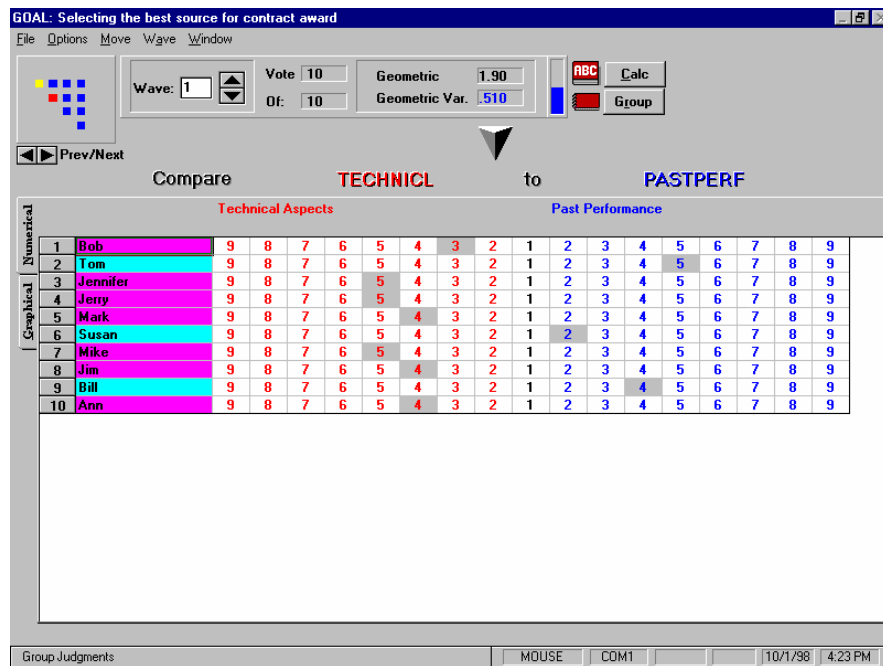 GOAL: Selecting the best source for contract award
File Options Move Wave Window
Wave: 1
Vote 10
Of: 10
Geometric 1.90
Geometric Var. .510
ABC
Calc
Group
Prev/Next
Compare TECHNICL to PASTPERF
Technical Aspects Past Performance
Numerical
Graphical
1 Bob 9 8 7 6 5 4 3 2 1 2 3 4 5 6 7 8 9
2 Tom 9 8 7 6 5 4 3 2 1 2 3 4 5 6 7 8 9
3 Jennifer 9 8 7 6 5 4 3 2 1 2 3 4 5 6 7 8 9
4 Jerry 9 8 7 6 5 4 3 2 1 2 3 4 5 6 7 8 9
5 Mark 9 8 7 6 5 4 3 2 1 2 3 4 5 6 7 8 9
6 Susan 9 8 7 6 5 4 3 2 1 2 3 4 5 6 7 8 9
7 Mike 9 8 7 6 5 4 3 2 1 2 3 4 5 6 7 8 9
8 Jim 9 8 7 6 5 4 3 2 1 2 3 4 5 6 7 8 9
9 Bill 9 8 7 6 5 4 3 2 1 2 3 4 5 6 7 8 9
10 Ann 9 8 7 6 5 4 3 2 1 2 3 4 5 6 7 8 9
Group Judgments MOUSE COM1 10/1/98 4:23 PM